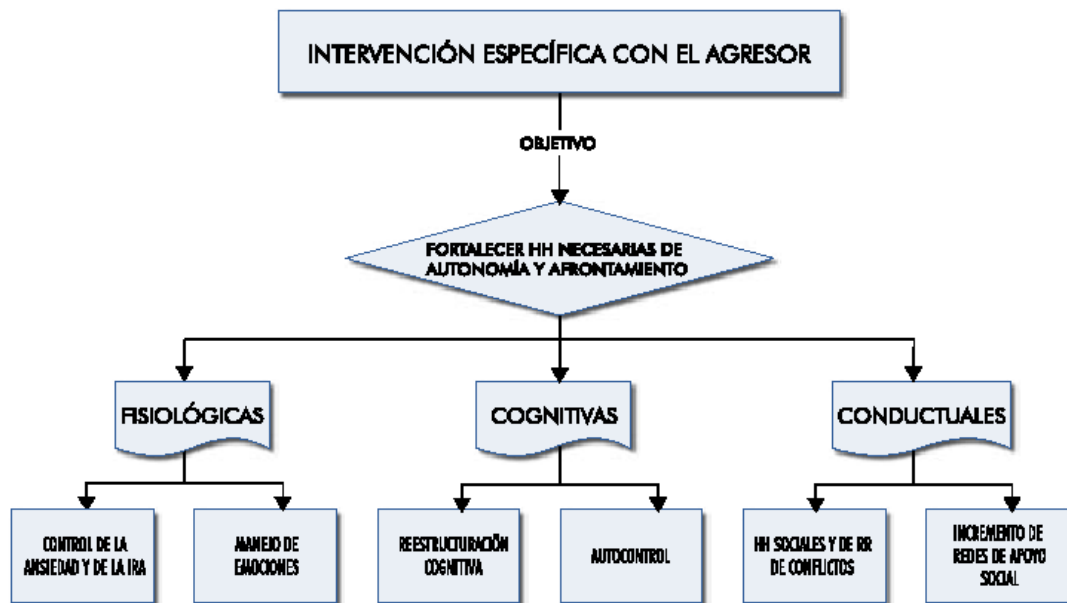 INTERVENCIÓN ESPECÍFICA CON EL AGRESOR
OBJETIVO
FORTALECER HH NECESARIAS DE
AUTONOMÍA Y AFRONTAMIENTO
FISIOLÓGICAS
COGNITIVAS
CONDUCTUALES
CONTROL DE LA
ANSIEDAD Y DE LA IRA
MANEJO DE
EMOCIONES
REESTRUCTURACIÓN
COGNITIVA
AUTOCONTROL
HH SOCIALES Y DE RR
DE CONFLICTOS
INCREMENTO DE
REDES DE APOYO
SOCIAL